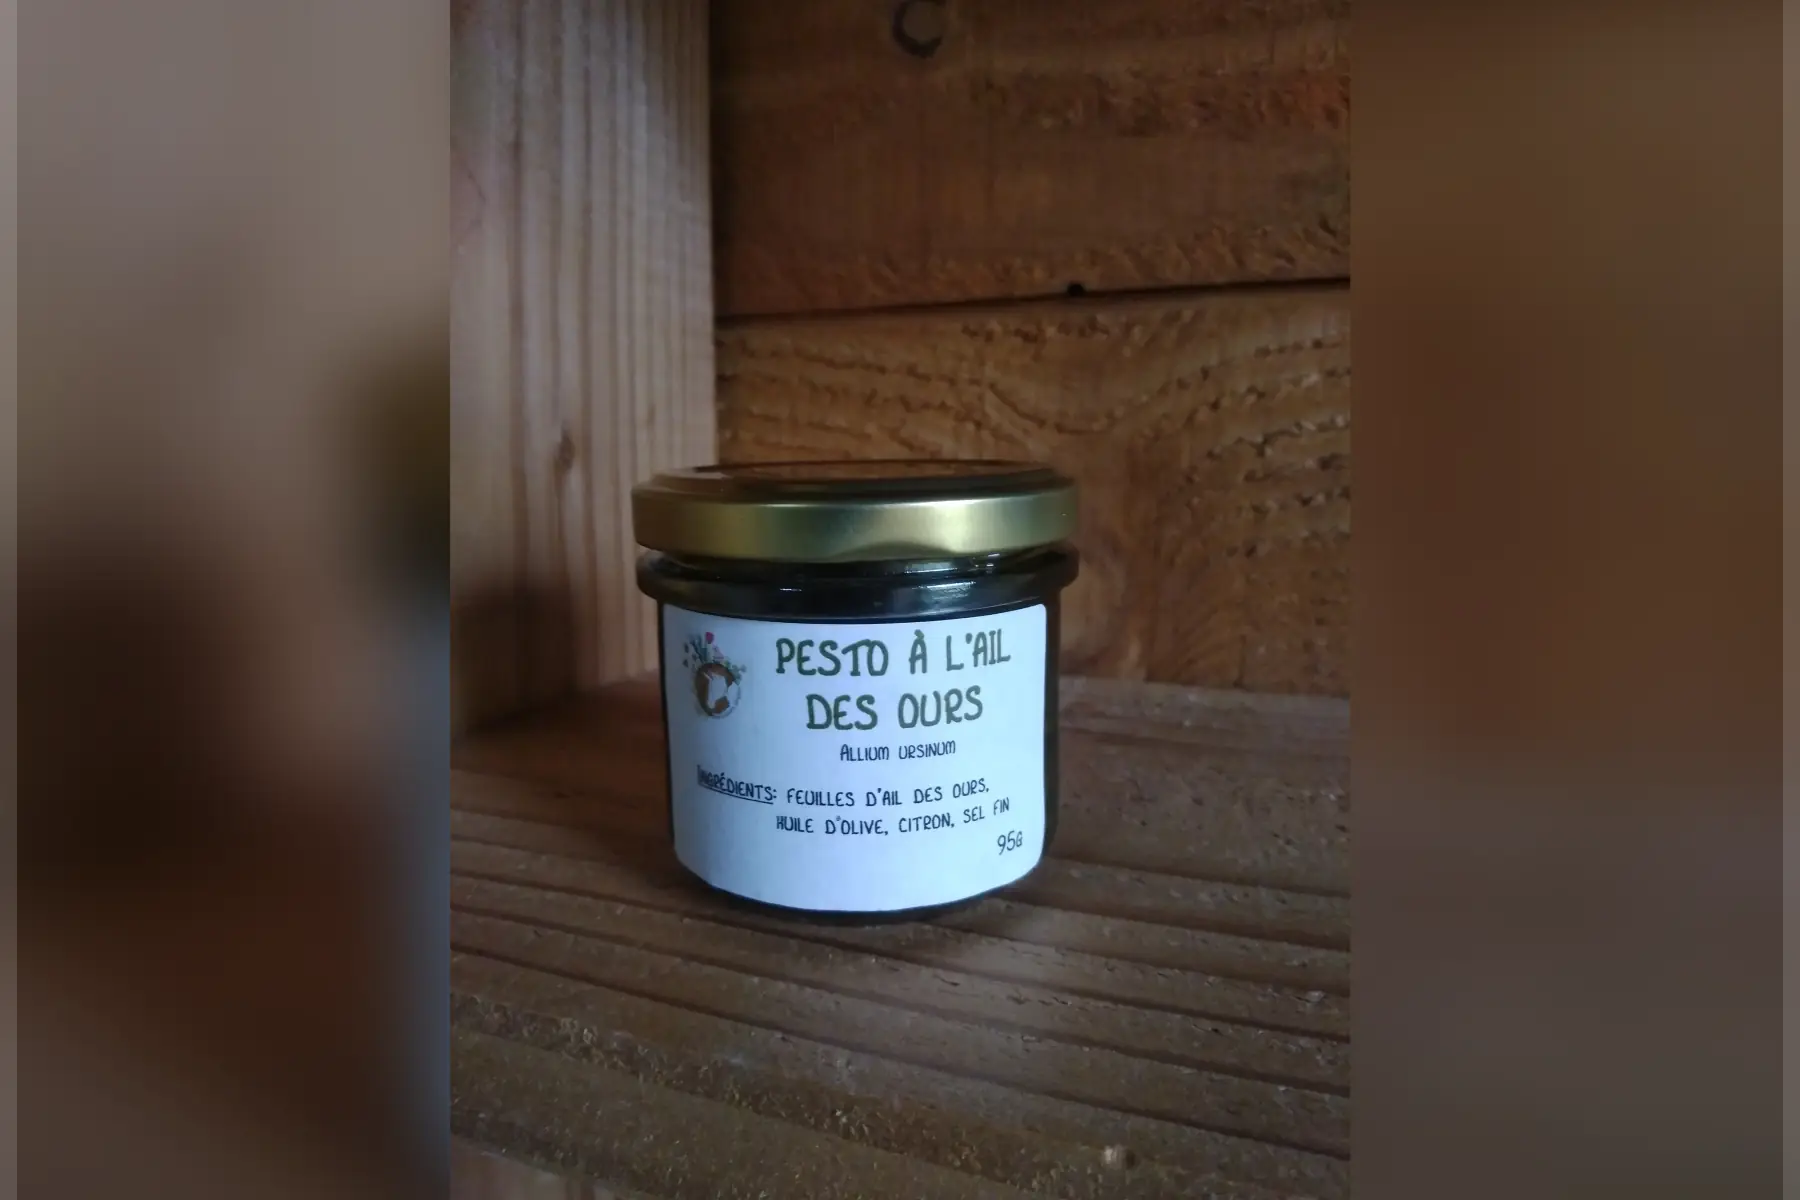 PESTO À L'AIL
DES OURS
ALLIUM URSINUM
INGRÉDIENTS: FEUILLES D'AIL DES OURS,
HUILE D'OLIVE, CITRON, SEL FIN
95G